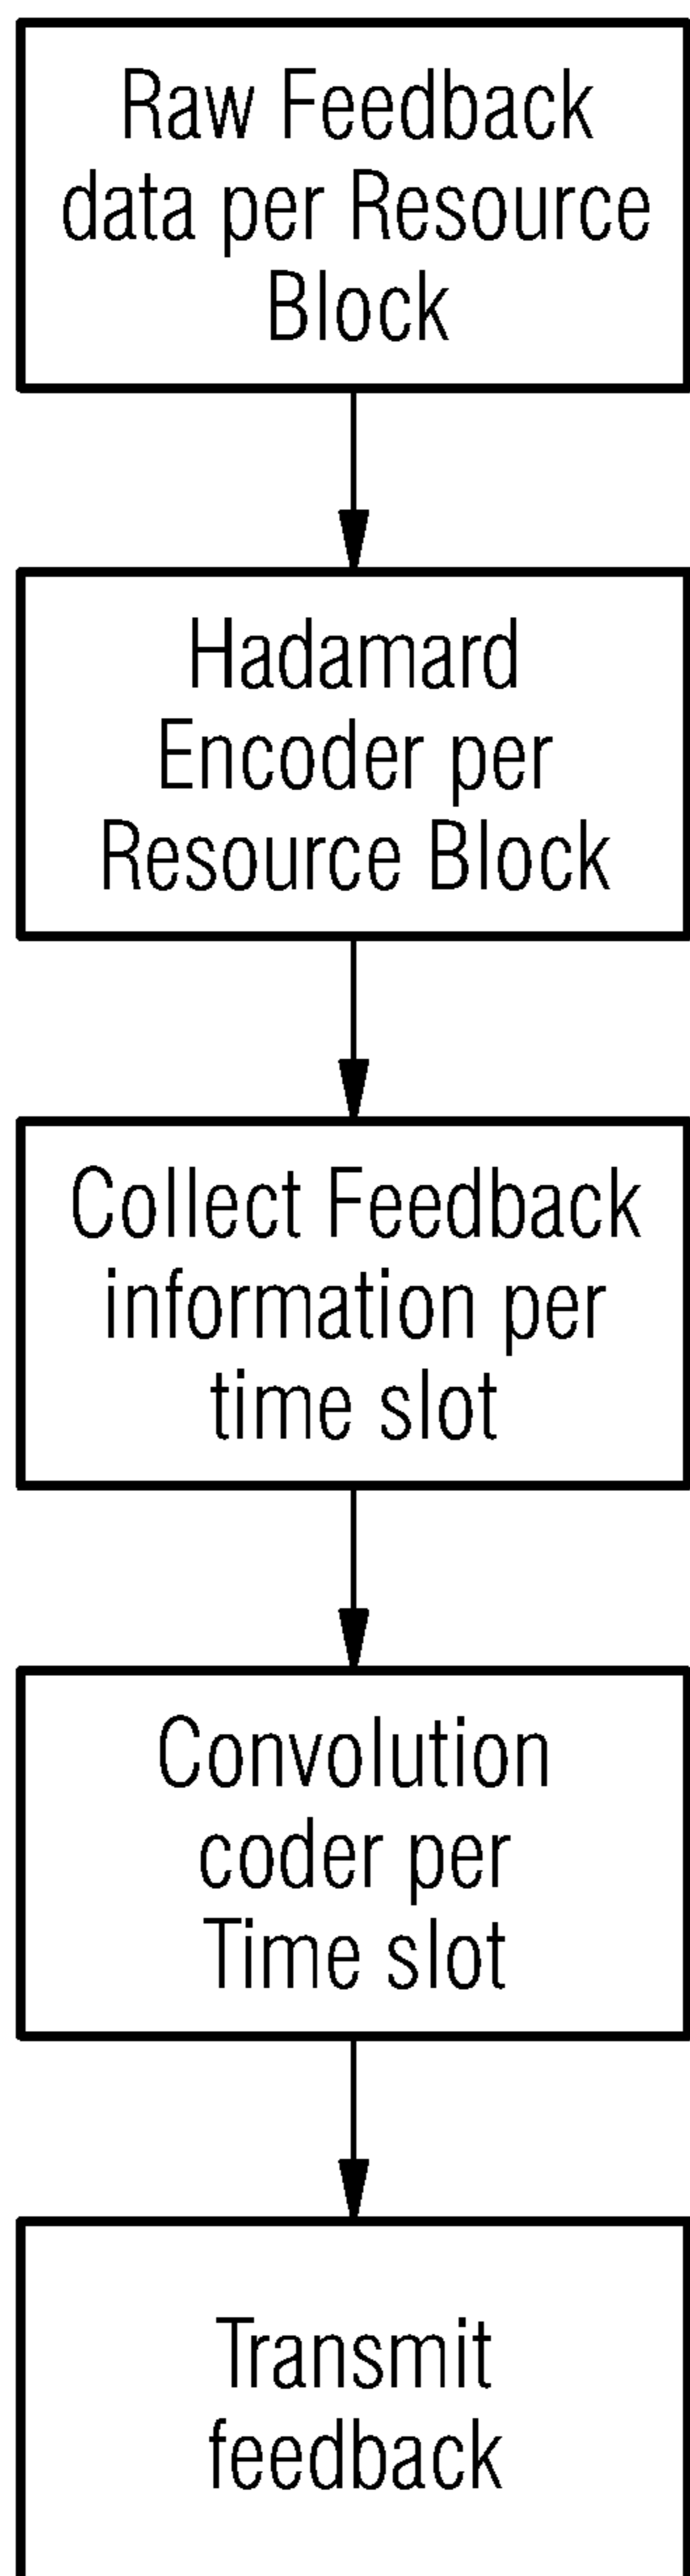 Raw Feedback
data per Resource
Block
Hadamard
Encoder per
Resource Block
Collect Feedback
information per
time slot
Convolution
coder per
Time slot
Transmit
feedback